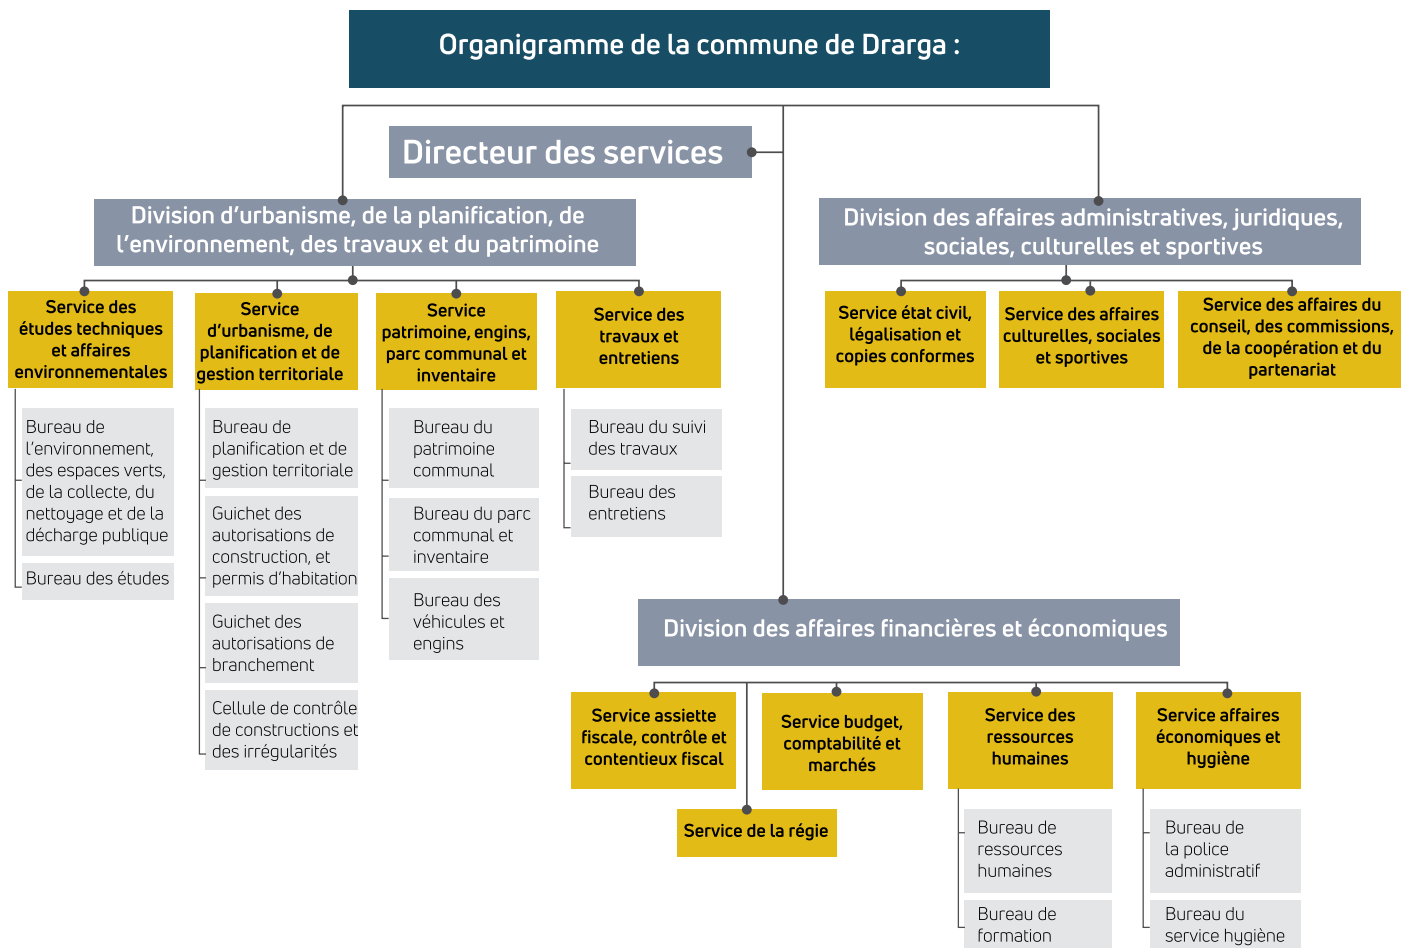 Organigramme de la commune de Drarga :
Directeur des services
Division d'urbanisme, de la planification, de
l'environnement, des travaux et du patrimoine
Service des
études techniques
et affaires
environnementales
Bureau de
l'environnement,
des espaces verts,
de la collecte, du
nettoyage et de la
décharge publique
Bureau des études
Service
d'urbanisme, de
planification et de
gestion territoriale
Bureau de
planification et de
gestion territoriale
Guichet des
autorisations de
construction, et
permis d'habitation
Guichet des
autorisations de
branchement
Cellule de contrôle
de constructions et
des irrégularités
Service
patrimoine, engins,
parc communal et
inventaire
Bureau du
patrimoine
communal
Bureau du parc
communal et
inventaire
Bureau des
véhicules et
engins
Service des
travaux et
entretiens
Bureau du suivi
des travaux
Bureau des
entretiens
Division des affaires administratives, juridiques,
sociales, culturelles et sportives
Service état civil,
légalisation et
copies conformes
Service des affaires
culturelles, sociales
et sportives
Service des affaires du
conseil, des commissions,
de la coopération et du
partenariat
Division des affaires financières et économiques
Service assiette
fiscale, contrôle et
contentieux fiscal
Service de la régie
Service budget,
comptabilité et
marchés
Service des
ressources
humaines
Bureau de
ressources
humaines
Bureau de
formation
Service affaires
économiques et
hygiène
Bureau de
la police
administratif
Bureau du
service hygiène